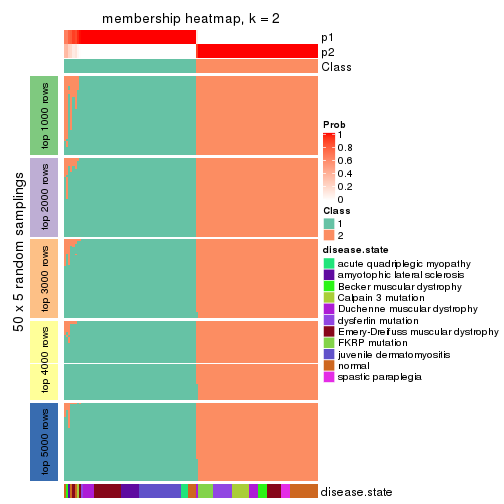 membership heatmap, k = 2
p1
p2
Class
50 x 5 random samplings
top 1000 rows
top 2000 rows
top 3000 rows
top 4000 rows
top 5000 rows
Prob
1
0.8
0.6
0.4
0.2
0
Class
1
2
disease.state
acute quadriplegic myopathy
amyotophic lateral sclerosis
Becker muscular dystrophy
Calpain 3 mutation
Duchenne muscular dystrophy
dysferlin mutation
Emery-Dreifuss muscular dystrophy
FKRP mutation
juvenile dermatomyositis
normal
spastic paraplegia
disease.state